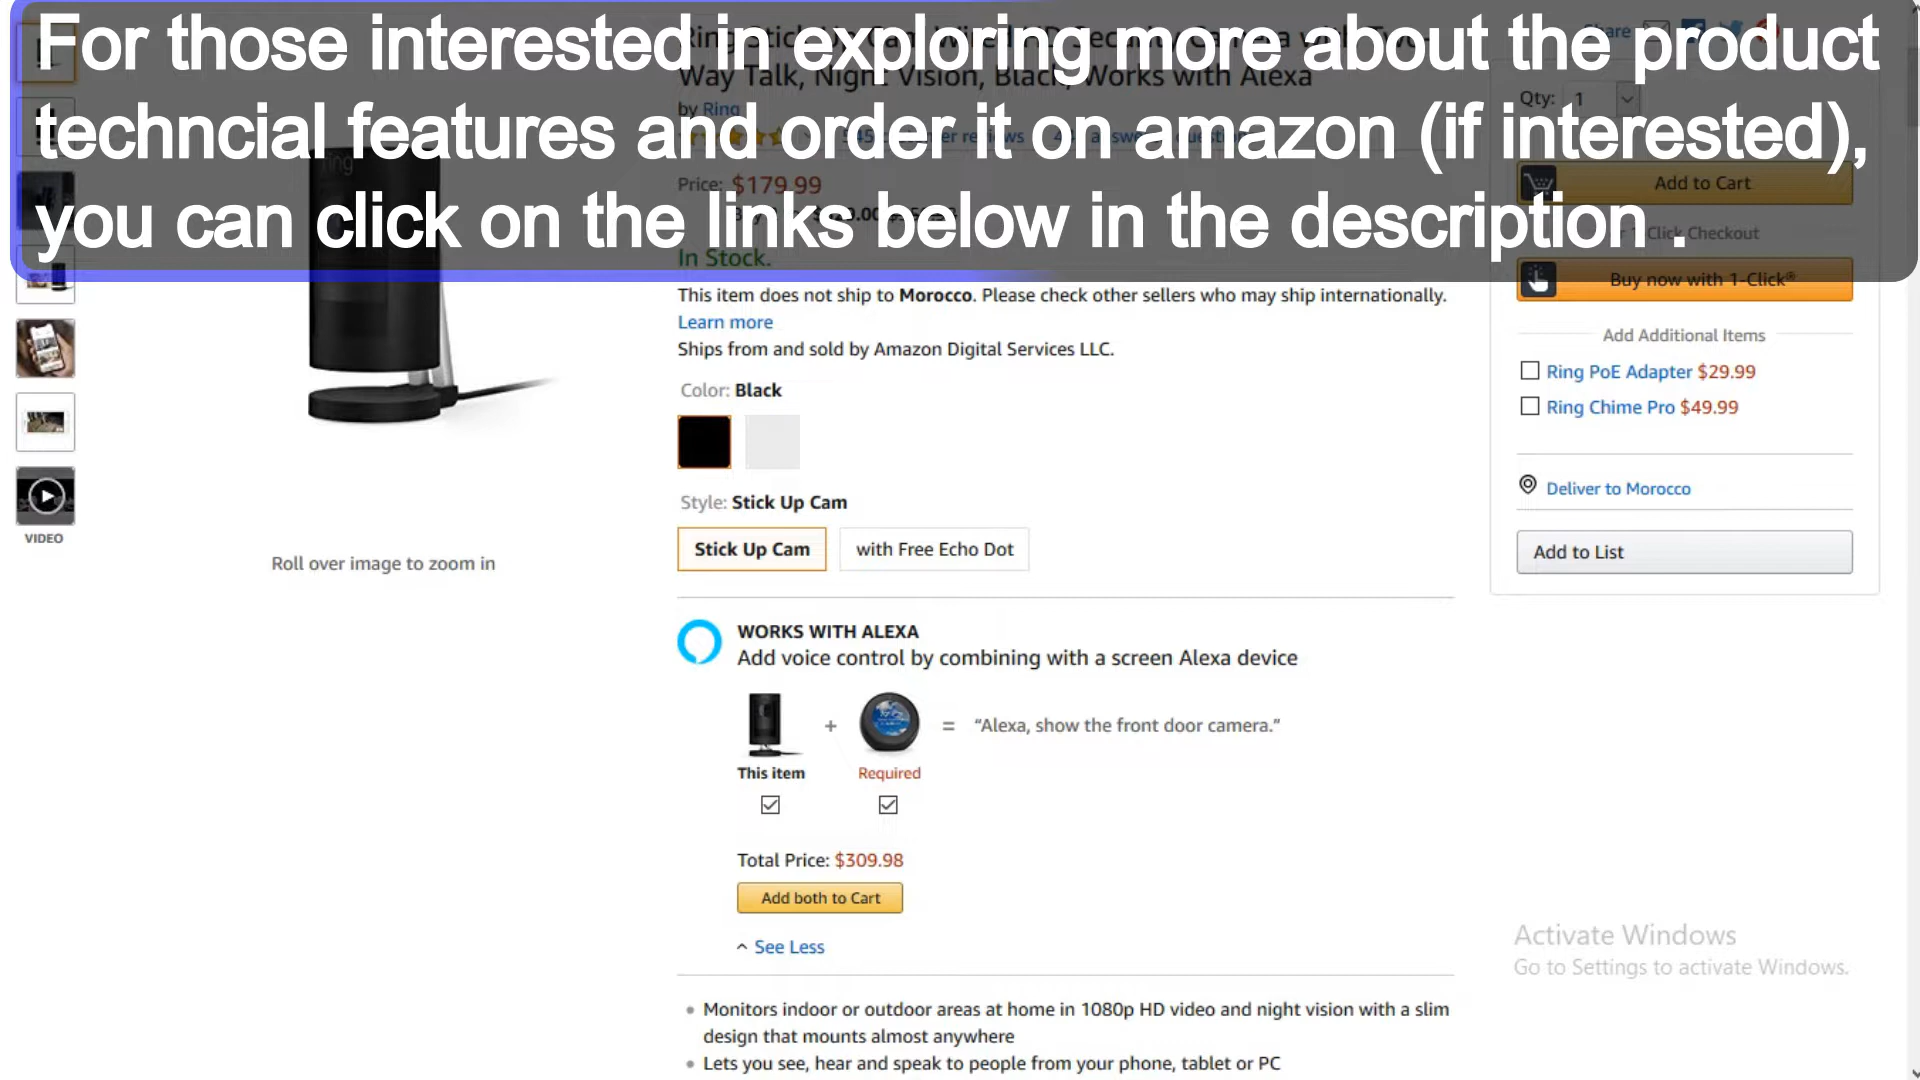 For those interested in exploring more about the product
techncial features and order it on amazon (if interested),
you can click on the links below in the description .
Way Talk, Night Vision, Black, Works with Alexa
by Ring
Price: $179.99
In Stock.
This item does not ship to Morocco. Please check other sellers who may ship internationally.
Learn more
Ships from and sold by Amazon Digital Services LLC.
Color: Black
Style: Stick Up Cam
Stick Up Cam
with Free Echo Dot
WORKS WITH ALEXA
Add voice control by combining with a screen Alexa device
+
=
“Alexa, show the front door camera.”
This item
Required
Total Price: $309.98
Add both to Cart
See Less
Monitors indoor or outdoor areas at home in 1080p HD video and night vision with a slim
design that mounts almost anywhere
Lets you see, hear and speak to people from your phone, tablet or PC
ring
VIDEO
Roll over image to zoom in
Share
Qty: 1
Add to Cart
1-Click Checkout
Buy now with 1-Click®
Add Additional Items
Ring PoE Adapter $29.99
Ring Chime Pro $49.99
Deliver to Morocco
Add to List
Activate Windows
Go to Settings to activate Windows.